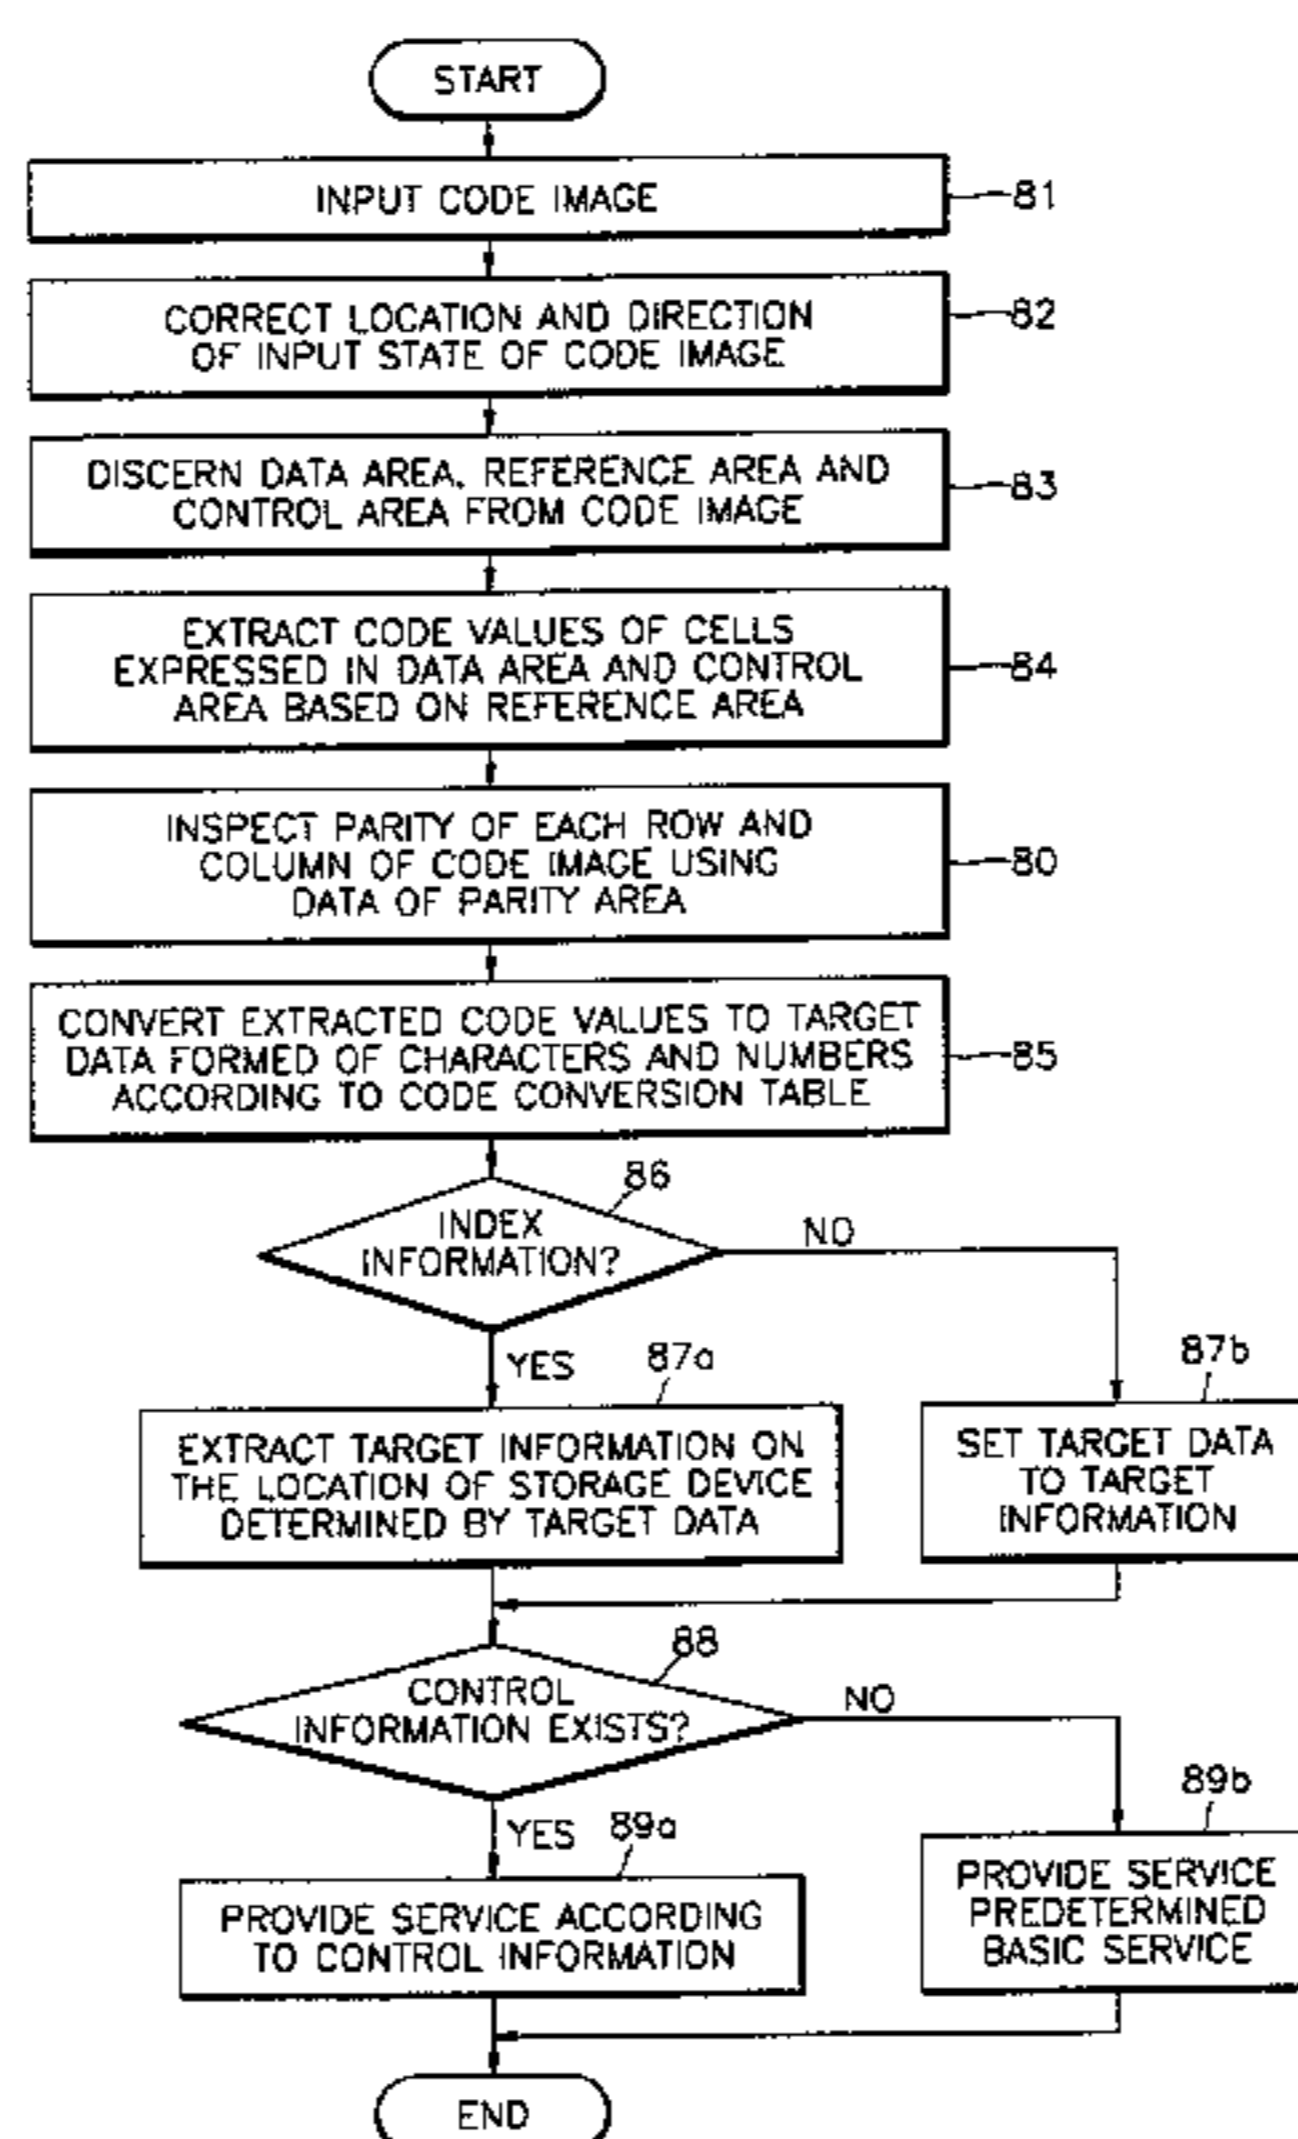 START
INPUT CODE IMAGE
81
CORRECT LOCATION AND DIRECTION
OF INPUT STATE OF CODE IMAGE
82
DISCERN DATA AREA, REFERENCE AREA AND
CONTROL AREA FROM CODE IMAGE
83
EXTRACT CODE VALUES OF CELLS
EXPRESSED IN DATA AREA AND CONTROL
AREA BASED ON REFERENCE AREA
84
INSPECT PARITY OF EACH ROW AND
COLUMN OF CODE IMAGE USING
DATA OF PARITY AREA
80
CONVERT EXTRACTED CODE VALUES TO TARGET
DATA FORMED OF CHARACTERS AND NUMBERS
ACCORDING TO CODE CONVERSION TABLE
85
86
INDEX
INFORMATION?
NO
YES
87a
EXTRACT TARGET INFORMATION ON
THE LOCATION OF STORAGE DEVICE
DETERMINED BY TARGET DATA
87b
SET TARGET DATA
TO TARGET
INFORMATION
88
CONTROL
INFORMATION EXISTS?
NO
YES
89a
PROVIDE SERVICE ACCORDING
TO CONTROL INFORMATION
89b
PROVIDE SERVICE
PREDETERMINED
BASIC SERVICE
END